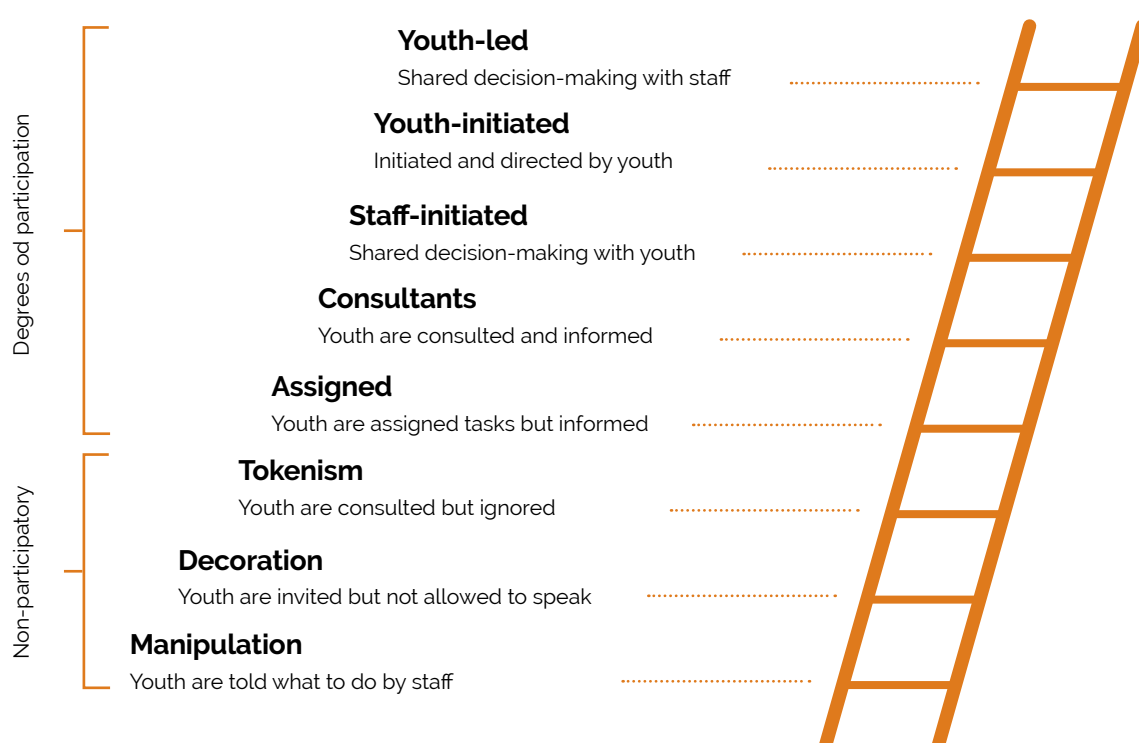 Youth-led
Shared decision-making with staff
Youth-initiated
Initiated and directed by youth
Staff-initiated
Shared decision-making with youth
Consultants
Youth are consulted and informed
Assigned
Youth are assigned tasks but informed
Degrees od participation
Tokenism
Youth are consulted but ignored
Decoration
Youth are invited but not allowed to speak
Manipulation
Youth are told what to do by staff
Non-participatory